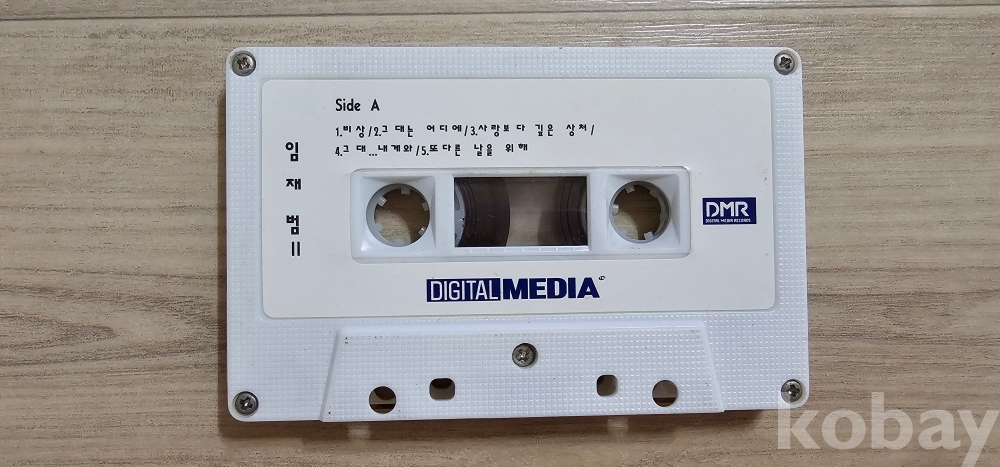 Side A
1.비상/2.그대는 어디에/3.사랑보다 깊은 상처/
4.그대...내게와/5.또다른 날을 위해
임재범 II
DMR
DIGITAL MEDIA RECORDS
DIGITAL MEDIA
kobay